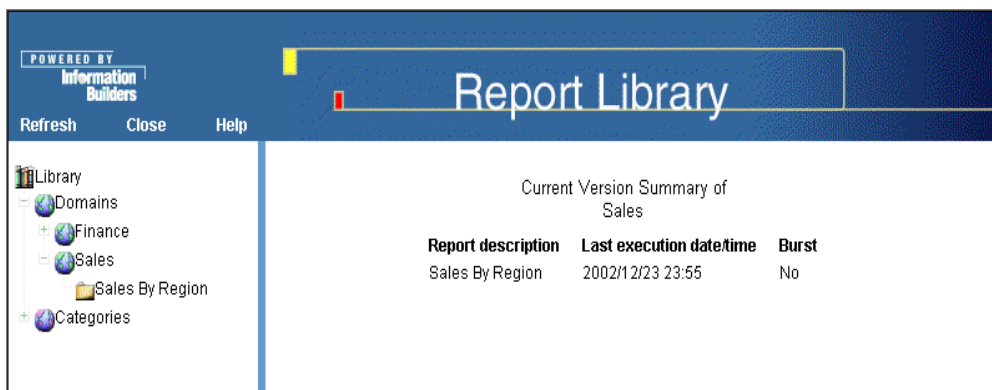 POWERED BY
Information
Builders
Report Library
Refresh Close Help
Library
Domains
Finance
Sales
Sales By Region
Categories
Current Version Summary of
Sales
Report description Last execution date/time Burst
Sales By Region 2002/12/23 23:55 No